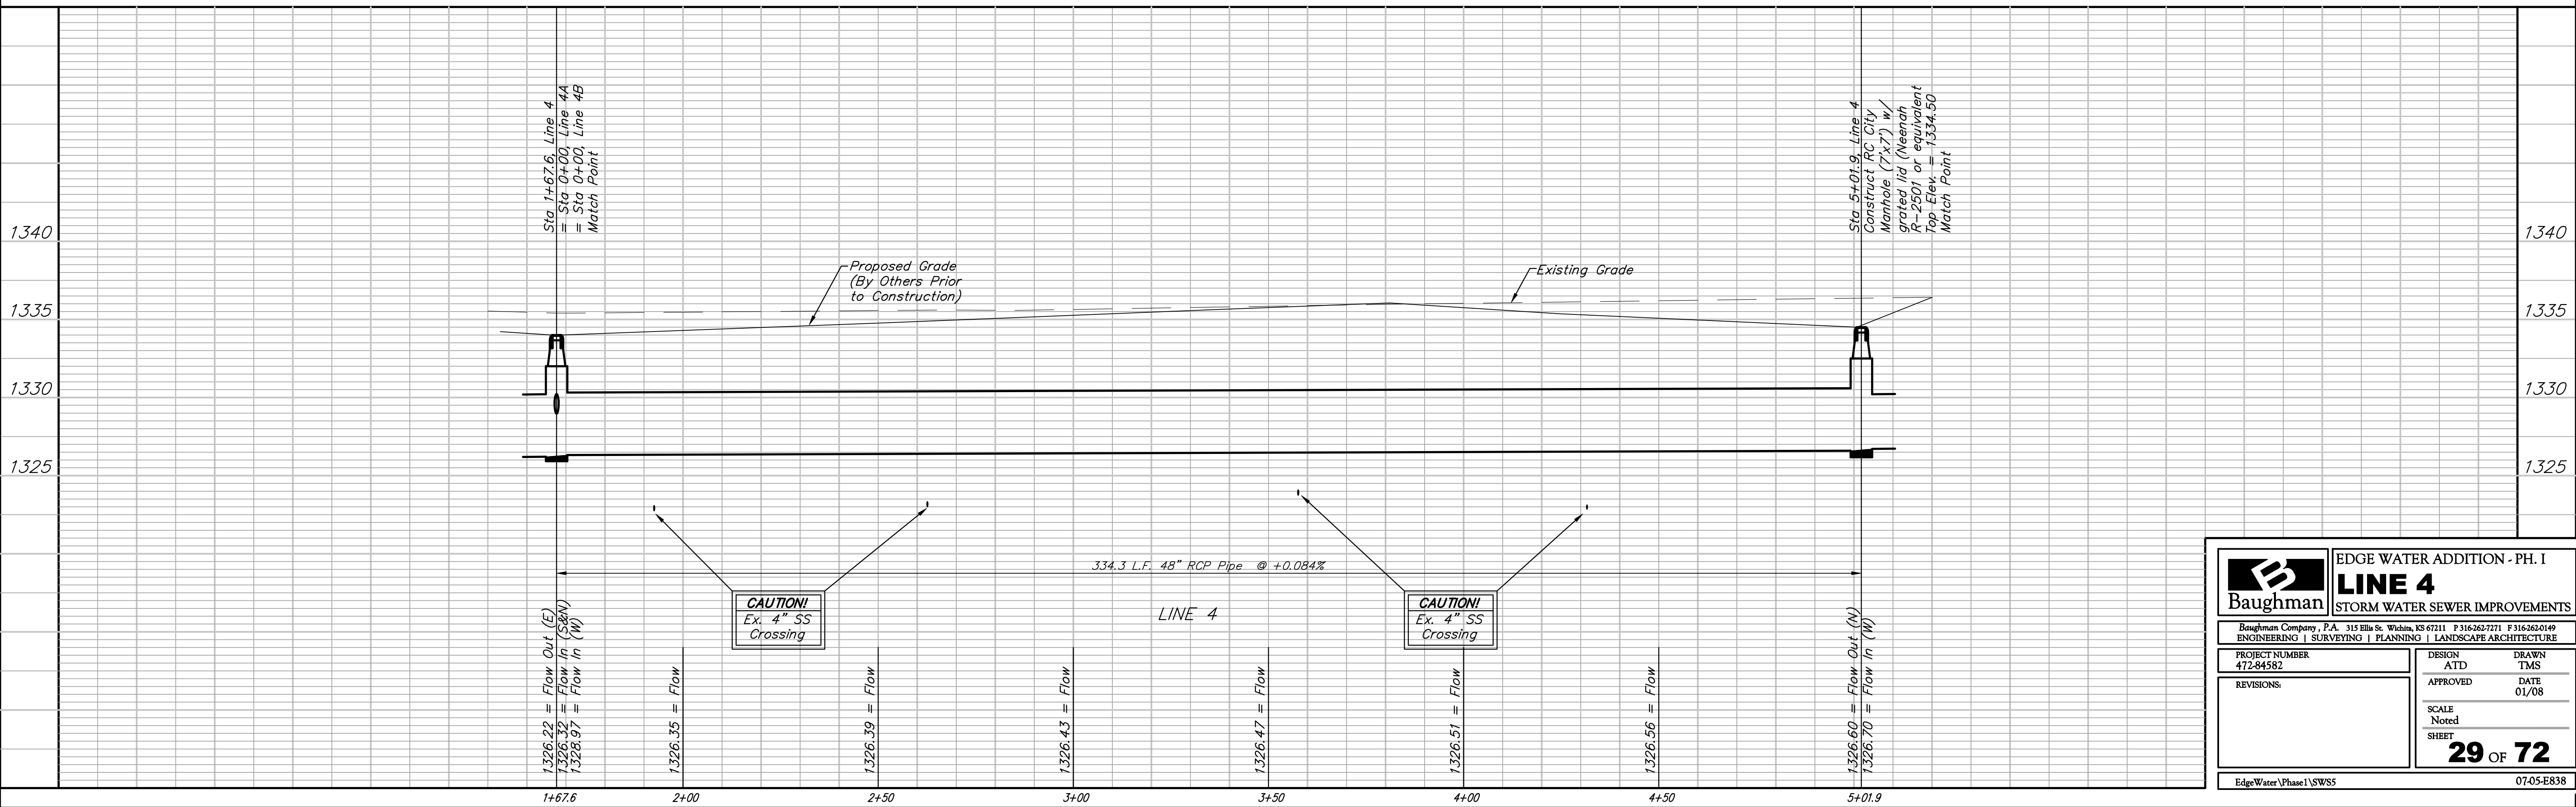 Sta 1+67.6, Line 4
= Sta 0+00, Line 4A
= Sta 0+00, Line 4B
Match Point
Sta 5+01.9, Line 4
Construct RC City
Manhole (7'x7') w/
grated lid (Neenah
R-2501 or equivalent
Top Elev. = 1334.50
Match Point
1340
1335
1330
1325
1340
1335
1330
1325
Proposed Grade
(By Others Prior
to Construction)
Existing Grade
334.3 L.F. 48" RCP Pipe @ +0.084%
CAUTION!
Ex. 4" SS
Crossing
LINE 4
CAUTION!
Ex. 4" SS
Crossing
1326.22 = Flow Out (E)
1326.32 = Flow In (S&N)
1328.97 = Flow In (W)
1326.35 = Flow
1326.39 = Flow
1326.43 = Flow
1326.47 = Flow
1326.51 = Flow
1326.56 = Flow
1326.60 = Flow Out (N)
1326.70 = Flow In (W)
1+67.6
2+00
2+50
3+00
3+50
4+00
4+50
5+01.9
B
Baughman
EDGE WATER ADDITION - PH. I
LINE 4
STORM WATER SEWER IMPROVEMENTS
Baughman Company, P.A. 315 Ellis St. Wichita, KS 67211 P 316-262-7271 F 316-262-0149
ENGINEERING | SURVEYING | PLANNING | LANDSCAPE ARCHITECTURE
PROJECT NUMBER
472-84582
REVISIONS:
DESIGN
ATD
DRAWN
TMS
APPROVED
DATE
01/08
SCALE
Noted
SHEET
29 OF 72
EdgeWater\Phase1\SWS5
07-05-E838